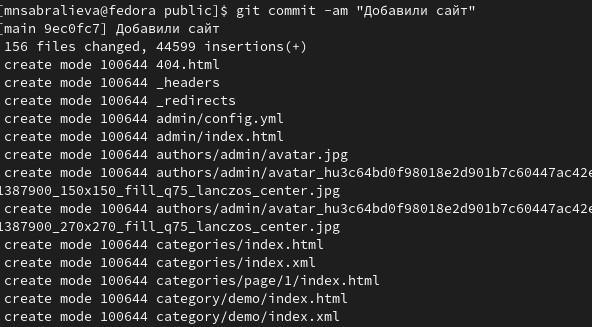 [mnsabralieva@fedora public]$ git commit -am "Добавили сайт"
[main 9ec0fc7] Добавили сайт
 156 files changed, 44599 insertions(+)
 create mode 100644 404.html
 create mode 100644 _headers
 create mode 100644 _redirects
 create mode 100644 admin/config.yml
 create mode 100644 admin/index.html
 create mode 100644 authors/admin/avatar.jpg
 create mode 100644 authors/admin/avatar_hu3c64bd0f98018e2d901b7c60447ac42e
1387900_150x150_fill_q75_lanczos_center.jpg
 create mode 100644 authors/admin/avatar_hu3c64bd0f98018e2d901b7c60447ac42e
1387900_270x270_fill_q75_lanczos_center.jpg
 create mode 100644 categories/index.html
 create mode 100644 categories/index.xml
 create mode 100644 categories/page/1/index.html
 create mode 100644 category/demo/index.html
 create mode 100644 category/demo/index.xml